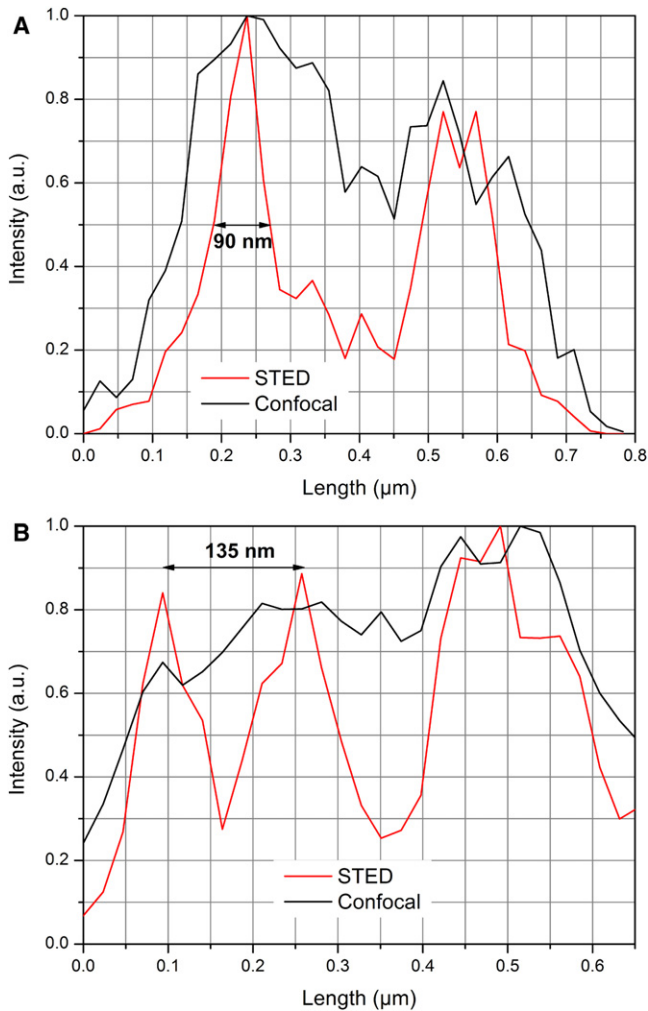 A
1.0
0.8
0.6
0.4
0.2
0.0
Intensity (a.u.)
90 nm
STED
Confocal
0.0 0.1 0.2 0.3 0.4 0.5 0.6 0.7 0.8
Length (µm)
B
1.0
0.8
0.6
0.4
0.2
0.0
Intensity (a.u.)
135 nm
STED
Confocal
0.0 0.1 0.2 0.3 0.4 0.5 0.6
Length (µm)